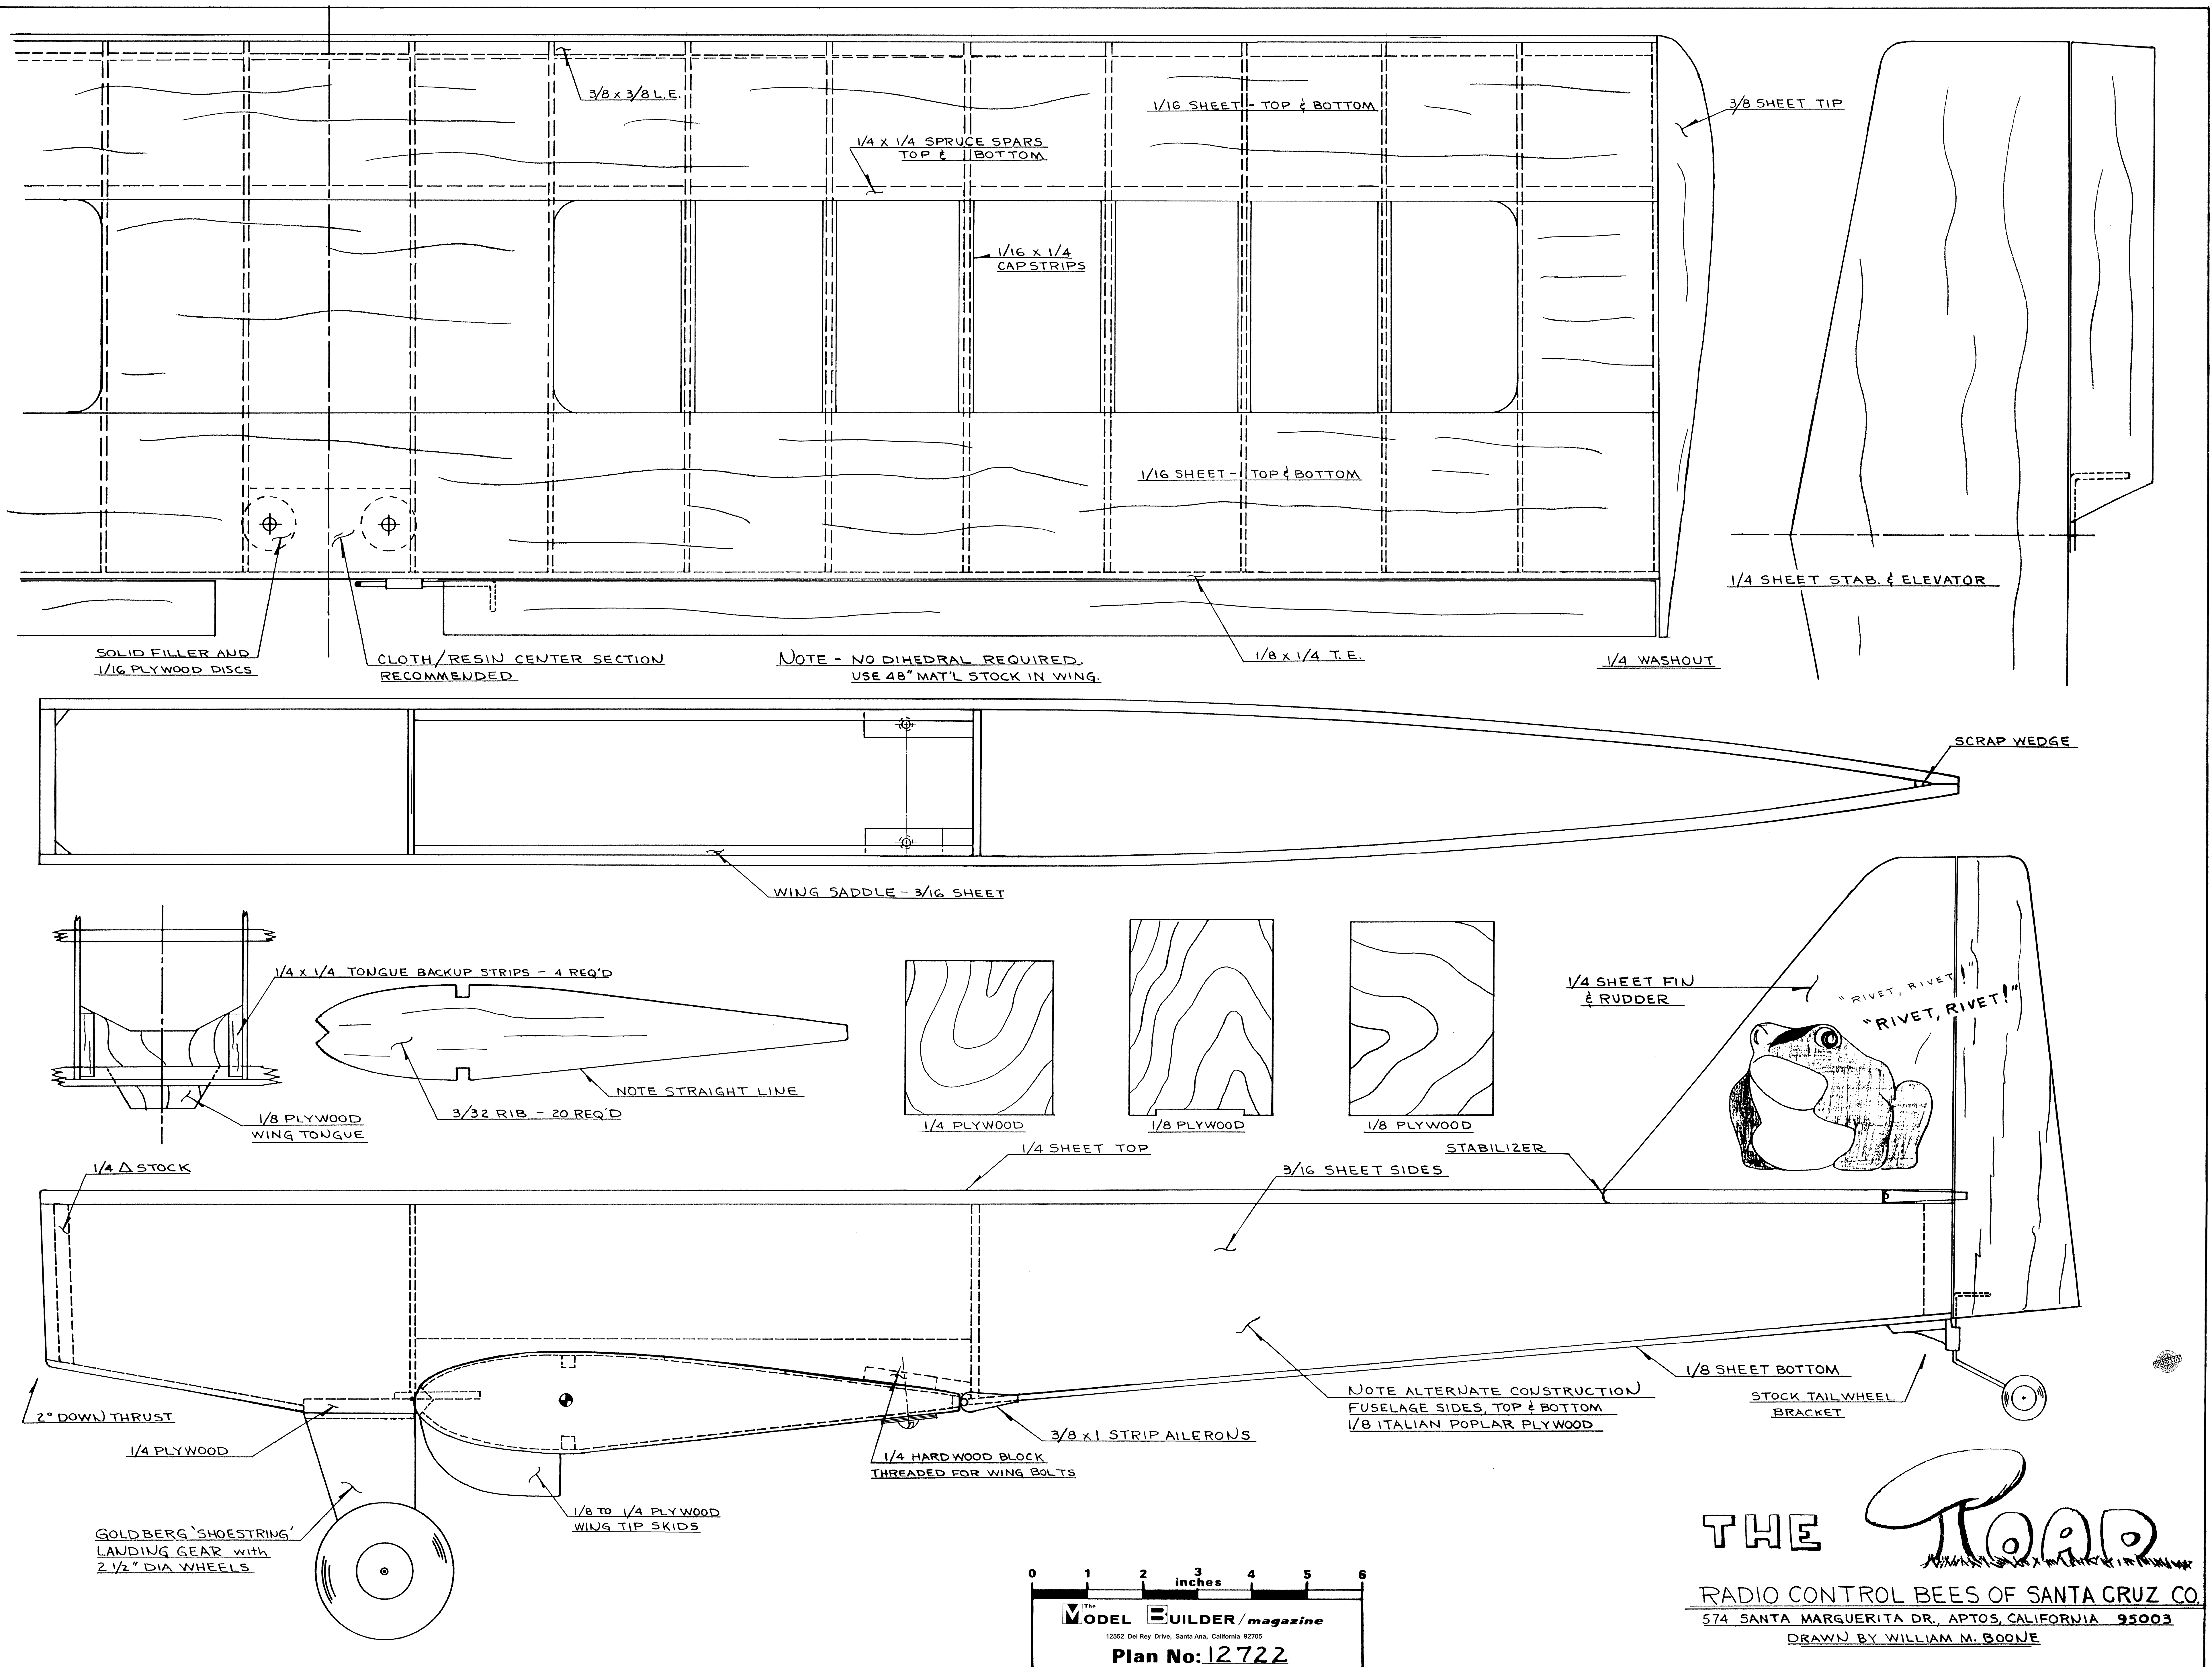 3/8 x 3/8 L.E.
1/16 SHEET - TOP & BOTTOM
3/8 SHEET TIP
1/4 x 1/4 SPRUCE SPARS
TOP & BOTTOM
1/16 x 1/4
CAPSTRIPS
1/16 SHEET - TOP & BOTTOM
1/4 SHEET STAB. & ELEVATOR
SOLID FILLER AND
1/16 PLYWOOD DISCS
CLOTH/RESIN CENTER SECTION
RECOMMENDED
NOTE - NO DIHEDRAL REQUIRED.
USE 48" MAT'L STOCK IN WING.
1/8 x 1/4 T.E.
1/4 WASHOUT
SCRAP WEDGE
WING SADDLE - 3/16 SHEET
1/4 x 1/4 TONGUE BACKUP STRIPS - 4 REQ'D
1/4 SHEET FIN
& RUDDER
"RIVET, RIVET!"
"RIVET, RIVET!"
NOTE STRAIGHT LINE
3/32 RIB - 20 REQ'D
1/8 PLYWOOD
WING TONGUE
1/4 PLYWOOD
1/8 PLYWOOD
1/8 PLYWOOD
1/4 SHEET TOP
STABILIZER
1/4 Δ STOCK
3/16 SHEET SIDES
2° DOWN THRUST
1/4 PLYWOOD
1/8 SHEET BOTTOM
STOCK TAIL WHEEL
BRACKET
NOTE ALTERNATE CONSTRUCTION
FUSELAGE SIDES, TOP & BOTTOM
1/8 ITALIAN POPLAR PLYWOOD
3/8 x 1 STRIP AILERONS
1/4 HARDWOOD BLOCK
THREADED FOR WING BOLTS
1/8 TO 1/4 PLYWOOD
WING TIP SKIDS
GOLDBERG 'SHOESTRING'
LANDING GEAR with
2 1/2" DIA WHEELS
THE TOAD
RADIO CONTROL BEES OF SANTA CRUZ CO.
574 SANTA MARGUERITA DR., APTOS, CALIFORNIA 95003
DRAWN BY WILLIAM M. BOONE
0 1 2 3 4 5 6
inches
The MODEL BUILDER/magazine
12552 Del Rey Drive, Santa Ana, California 92705
Plan No: 12722